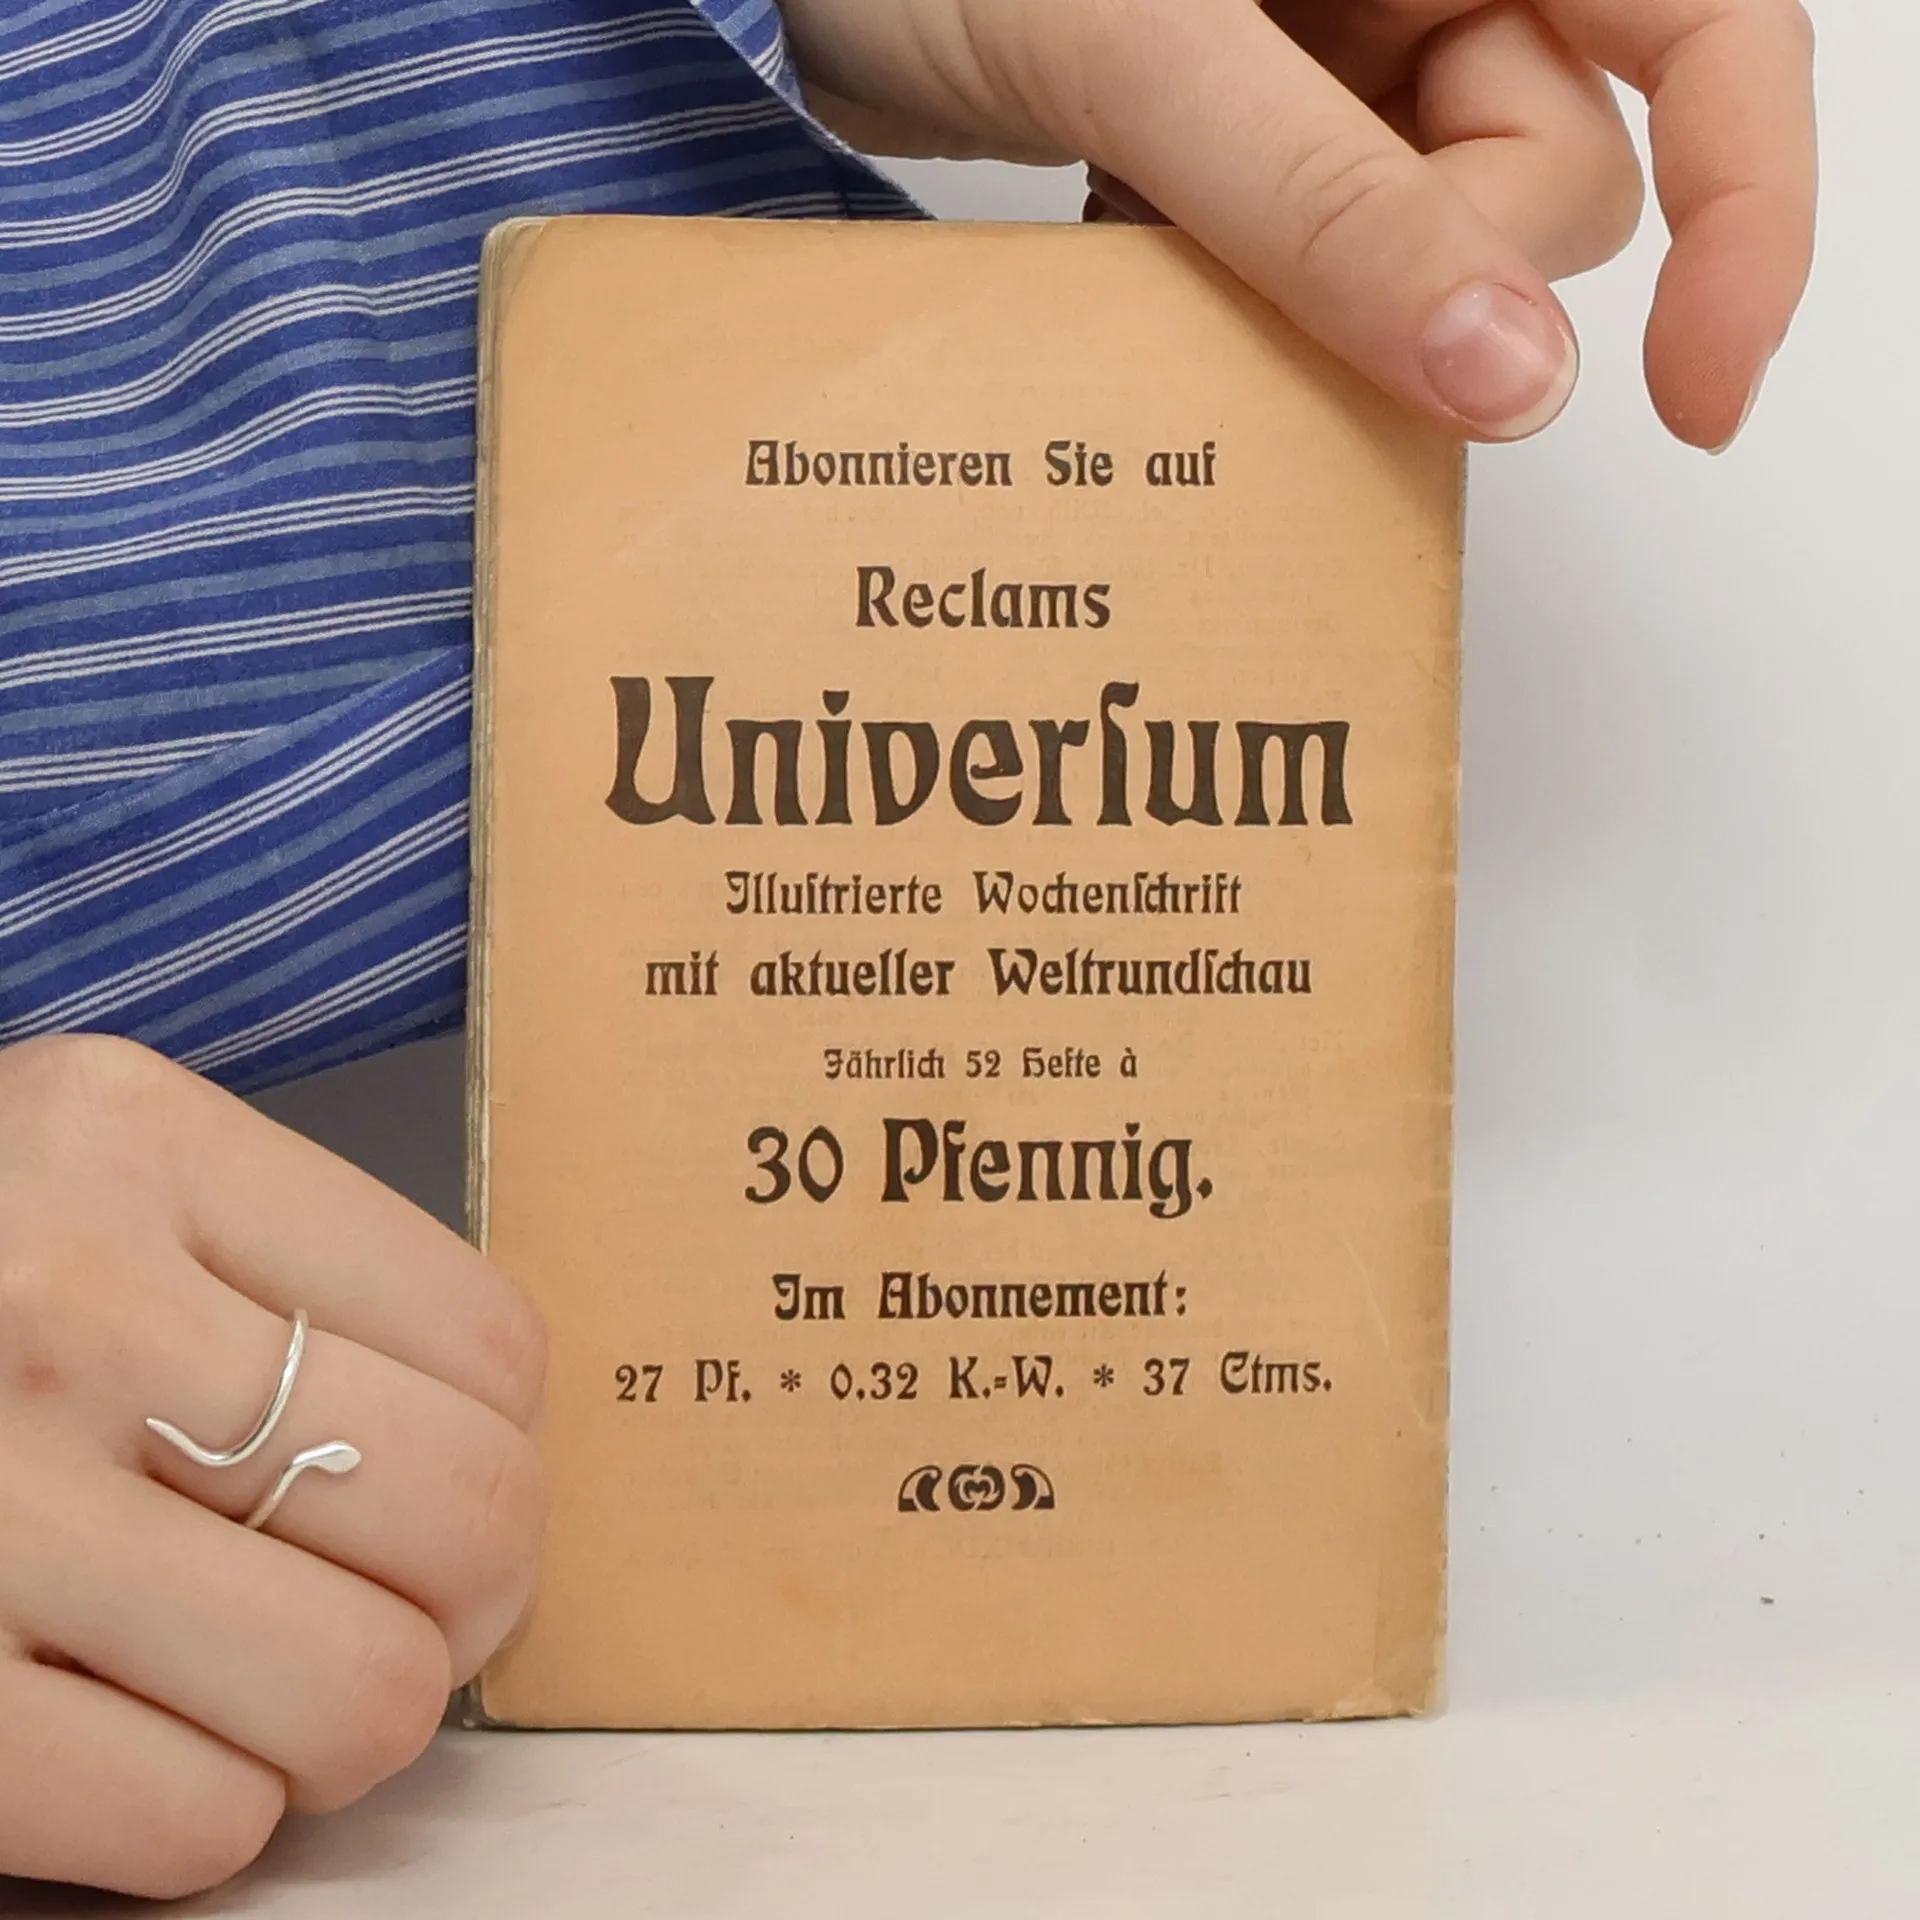 Abonnieren Sie auf
Reclams
Univerſum
Illuſtrierte Wochenſchrift
mit aktueller Weltrundſchau
Jährlich 52 Hefte à
30 Pfennig.
Im Abonnement:
27 Pf. * 0.32 K.=W. * 37 Ctms.